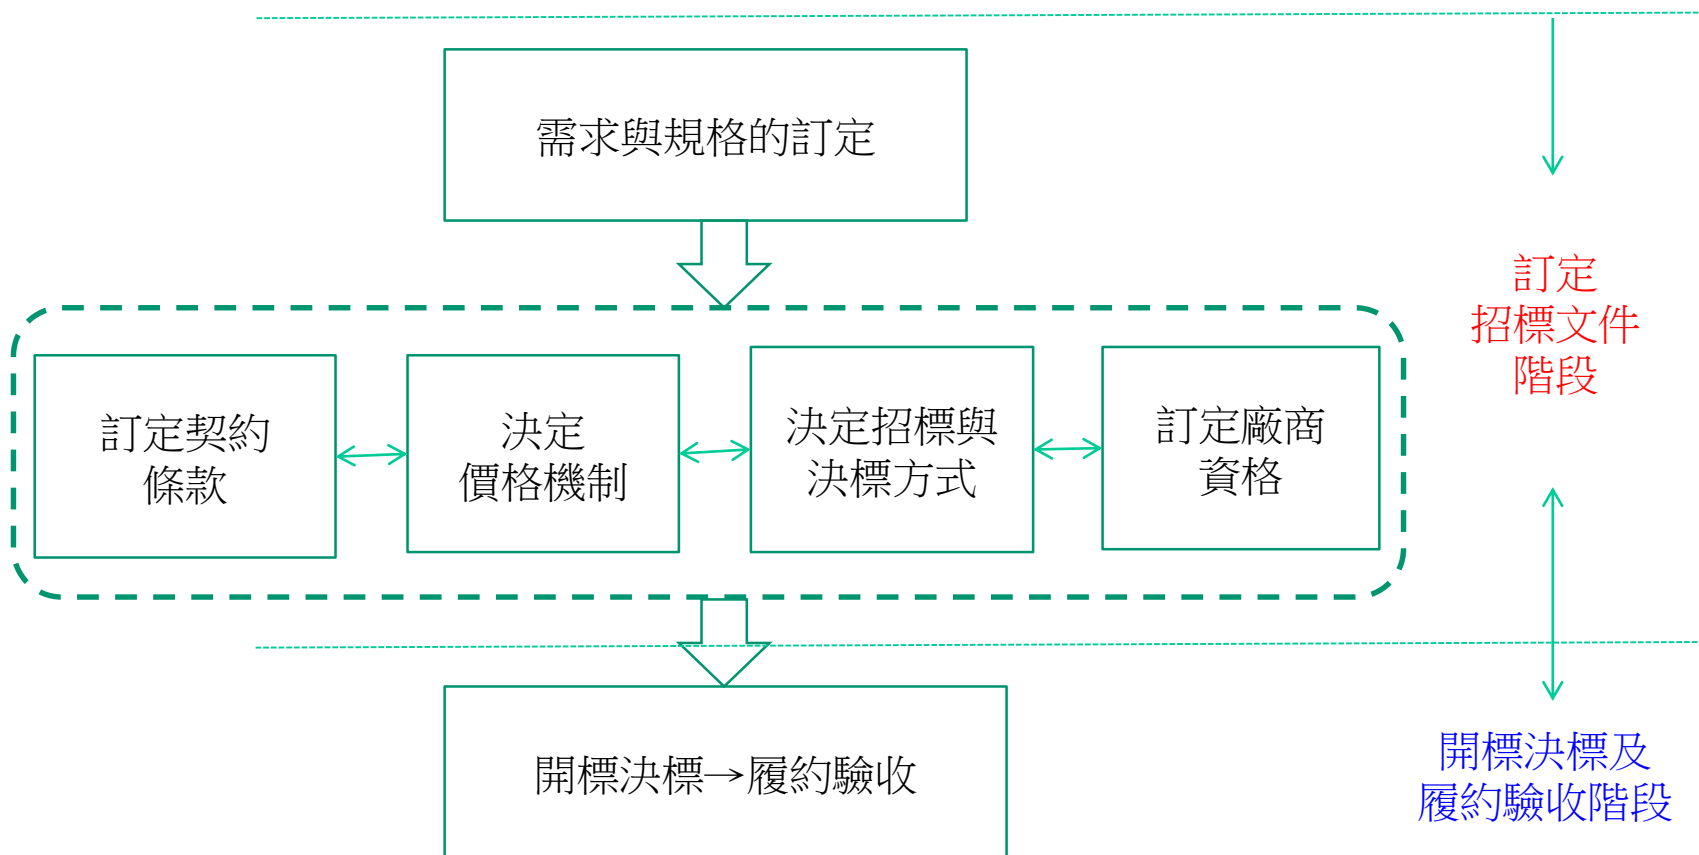 需求與規格的訂定
訂定
招標文件
階段
訂定契約
條款
決定
價格機制
決定招標與
決標方式
訂定廠商
資格
開標決標→履約驗收
開標決標及
履約驗收階段